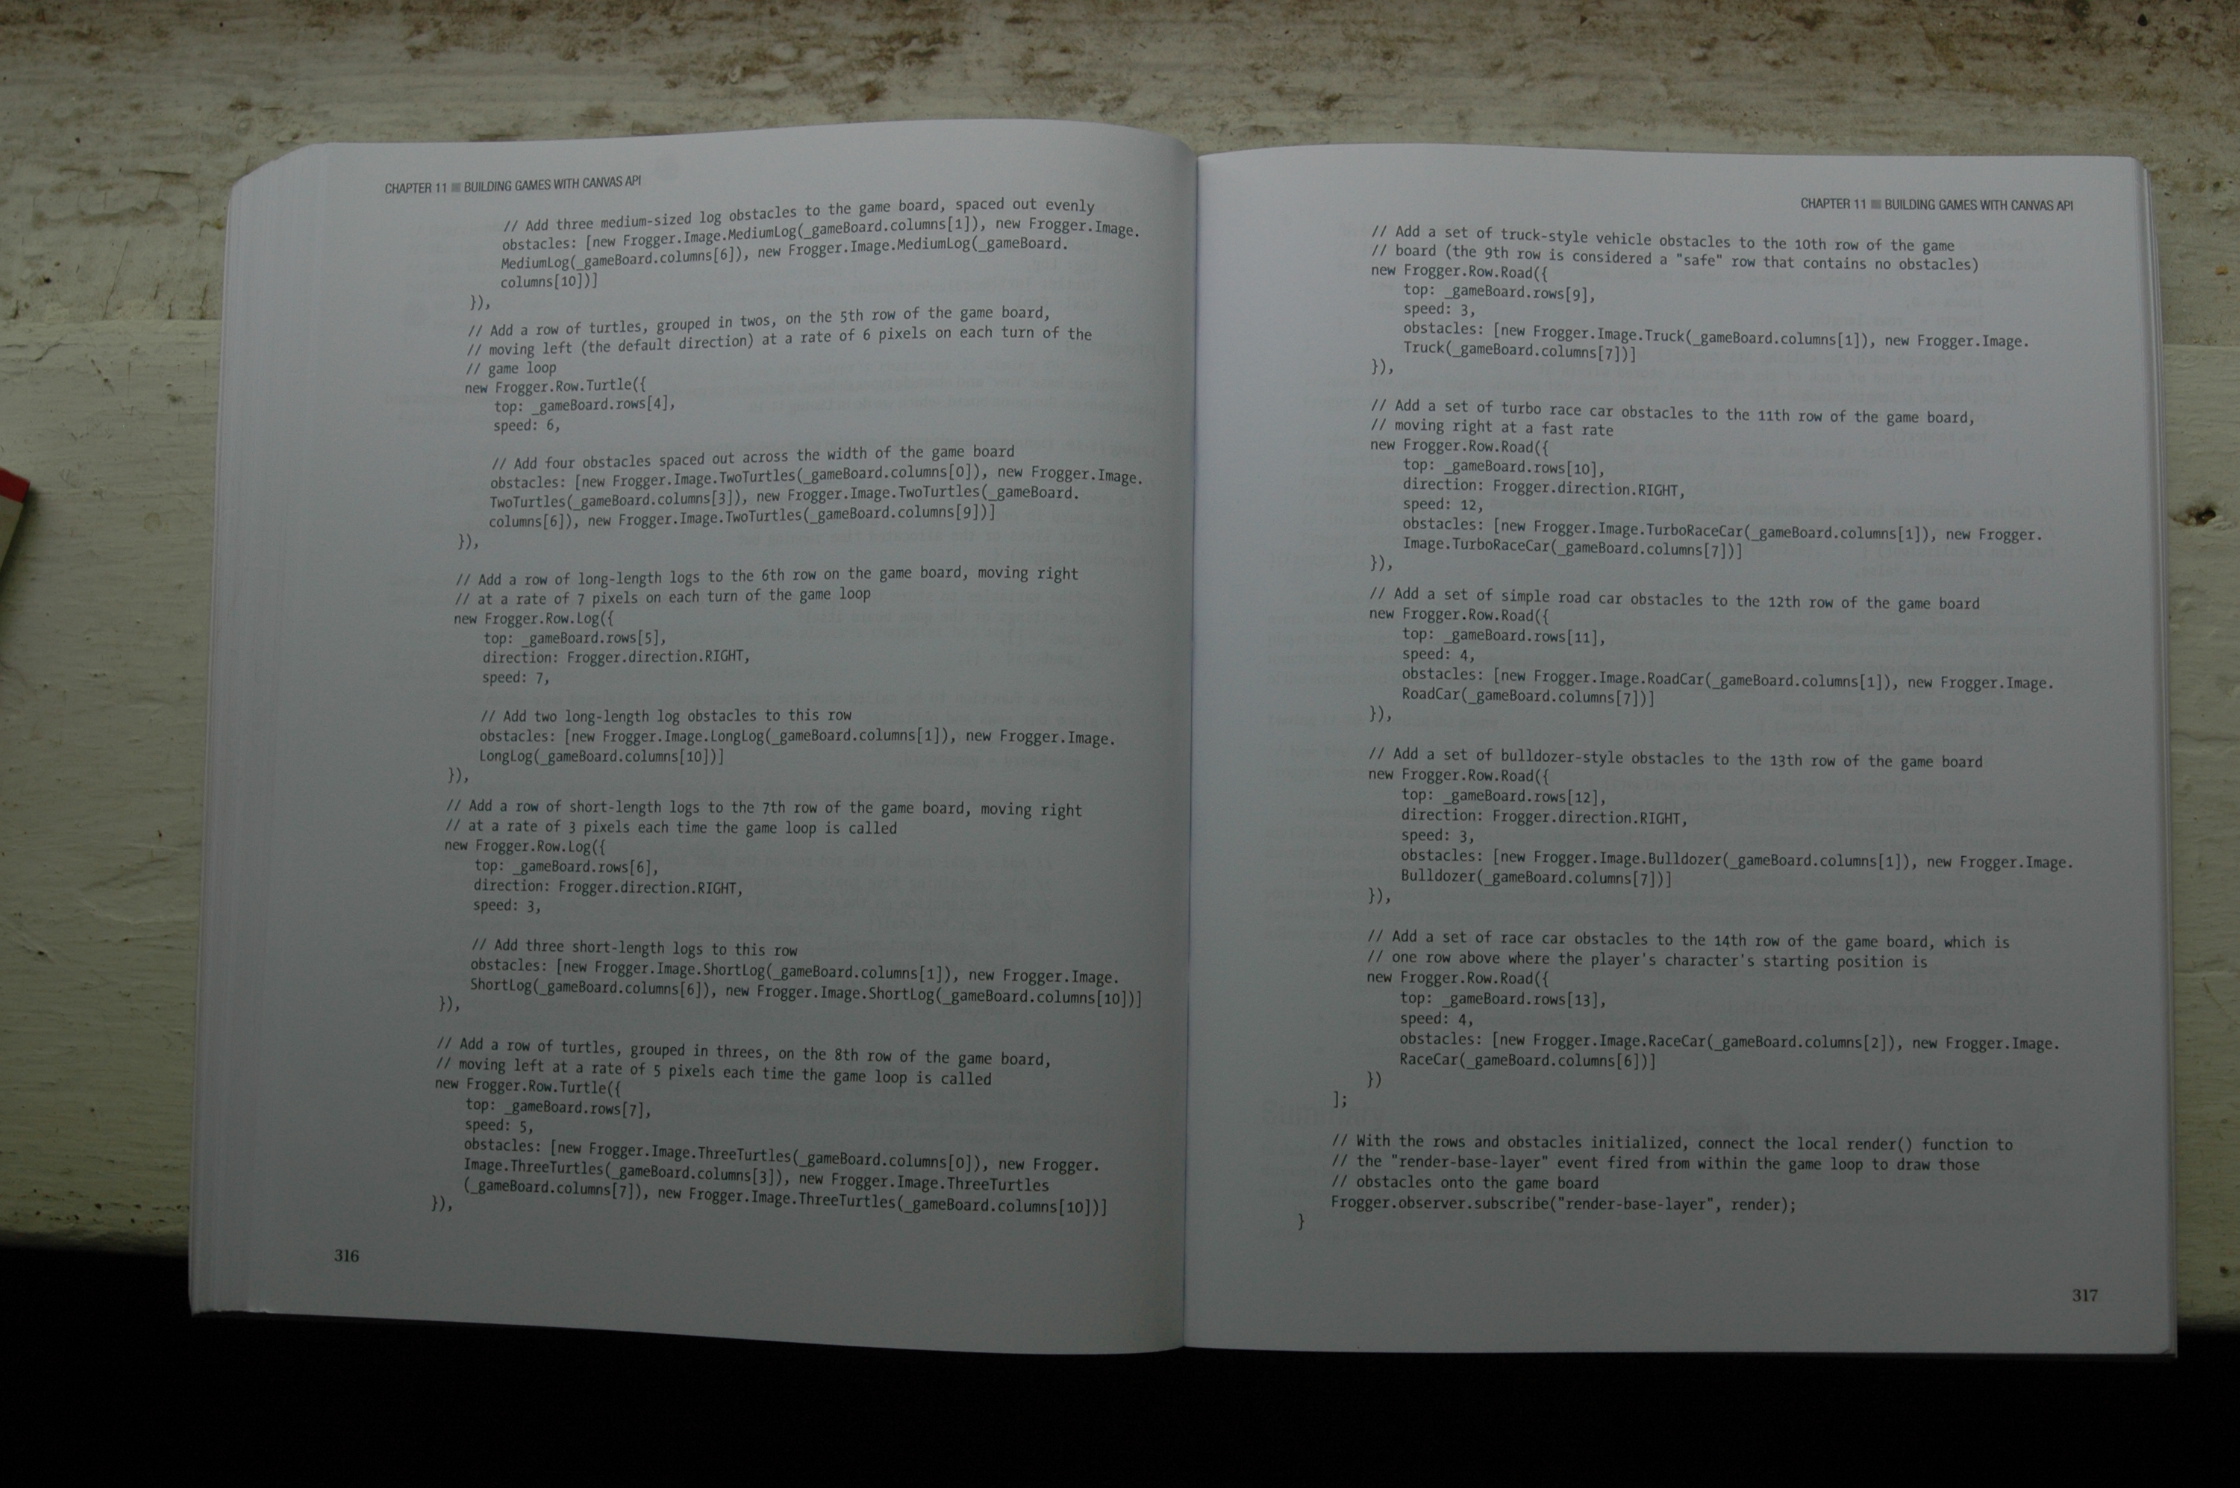 CHAPTER 11 ■ BUILDING GAMES WITH CANVAS API
// Add three medium-sized log obstacles to the game board, spaced out evenly
obstacles: [new Frogger.Image.MediumLog(_gameBoard.columns[1]), new Frogger.Image.
MediumLog(_gameBoard.columns[6]), new Frogger.Image.MediumLog(_gameBoard.
columns[10])]
}),
// Add a row of turtles, grouped in twos, on the 5th row of the game board,
// moving left (the default direction) at a rate of 6 pixels on each turn of the
// game loop
new Frogger.Row.Turtle({
top: _gameBoard.rows[4],
speed: 6,
// Add four obstacles spaced out across the width of the game board
obstacles: [new Frogger.Image.TwoTurtles(_gameBoard.columns[0]), new Frogger.Image.
TwoTurtles(_gameBoard.columns[3]), new Frogger.Image.TwoTurtles(_gameBoard.
columns[6]), new Frogger.Image.TwoTurtles(_gameBoard.columns[9])]
}),
// Add a row of long-length logs to the 6th row on the game board, moving right
// at a rate of 7 pixels on each turn of the game loop
new Frogger.Row.Log({
top: _gameBoard.rows[5],
direction: Frogger.direction.RIGHT,
speed: 7,
// Add two long-length log obstacles to this row
obstacles: [new Frogger.Image.LongLog(_gameBoard.columns[1]), new Frogger.Image.
LongLog(_gameBoard.columns[10])]
}),
// Add a row of short-length logs to the 7th row of the game board, moving right
// at a rate of 3 pixels each time the game loop is called
new Frogger.Row.Log({
top: _gameBoard.rows[6],
direction: Frogger.direction.RIGHT,
speed: 3,
// Add three short-length logs to this row
obstacles: [new Frogger.Image.ShortLog(_gameBoard.columns[1]), new Frogger.Image.
ShortLog(_gameBoard.columns[6]), new Frogger.Image.ShortLog(_gameBoard.columns[10])]
}),
// Add a row of turtles, grouped in threes, on the 8th row of the game board,
// moving left at a rate of 5 pixels each time the game loop is called
new Frogger.Row.Turtle({
top: _gameBoard.rows[7],
speed: 5,
obstacles: [new Frogger.Image.ThreeTurtles(_gameBoard.columns[0]), new Frogger.
Image.ThreeTurtles(_gameBoard.columns[3]), new Frogger.Image.ThreeTurtles
(_gameBoard.columns[7]), new Frogger.Image.ThreeTurtles(_gameBoard.columns[10])]
}),
316
CHAPTER 11 ■ BUILDING GAMES WITH CANVAS API
// Add a set of truck-style vehicle obstacles to the 10th row of the game
// board (the 9th row is considered a "safe" row that contains no obstacles)
new Frogger.Row.Road({
top: _gameBoard.rows[9],
speed: 3,
obstacles: [new Frogger.Image.Truck(_gameBoard.columns[1]), new Frogger.Image.
Truck(_gameBoard.columns[7])]
}),
// Add a set of turbo race car obstacles to the 11th row of the game board,
// moving right at a fast rate
new Frogger.Row.Road({
top: _gameBoard.rows[10],
direction: Frogger.direction.RIGHT,
speed: 12,
obstacles: [new Frogger.Image.TurboRaceCar(_gameBoard.columns[1]), new Frogger.
Image.TurboRaceCar(_gameBoard.columns[7])]
}),
// Add a set of simple road car obstacles to the 12th row of the game board
new Frogger.Row.Road({
top: _gameBoard.rows[11],
speed: 4,
obstacles: [new Frogger.Image.RoadCar(_gameBoard.columns[1]), new Frogger.Image.
RoadCar(_gameBoard.columns[7])]
}),
// Add a set of bulldozer-style obstacles to the 13th row of the game board
new Frogger.Row.Road({
top: _gameBoard.rows[12],
direction: Frogger.direction.RIGHT,
speed: 3,
obstacles: [new Frogger.Image.Bulldozer(_gameBoard.columns[1]), new Frogger.Image.
Bulldozer(_gameBoard.columns[7])]
}),
// Add a set of race car obstacles to the 14th row of the game board, which is
// one row above where the player's character's starting position is
new Frogger.Row.Road({
top: _gameBoard.rows[13],
speed: 4,
obstacles: [new Frogger.Image.RaceCar(_gameBoard.columns[2]), new Frogger.Image.
RaceCar(_gameBoard.columns[6])]
})
];
// With the rows and obstacles initialized, connect the local render() function to
// the "render-base-layer" event fired from within the game loop to draw those
// obstacles onto the game board
Frogger.observer.subscribe("render-base-layer", render);
}
317